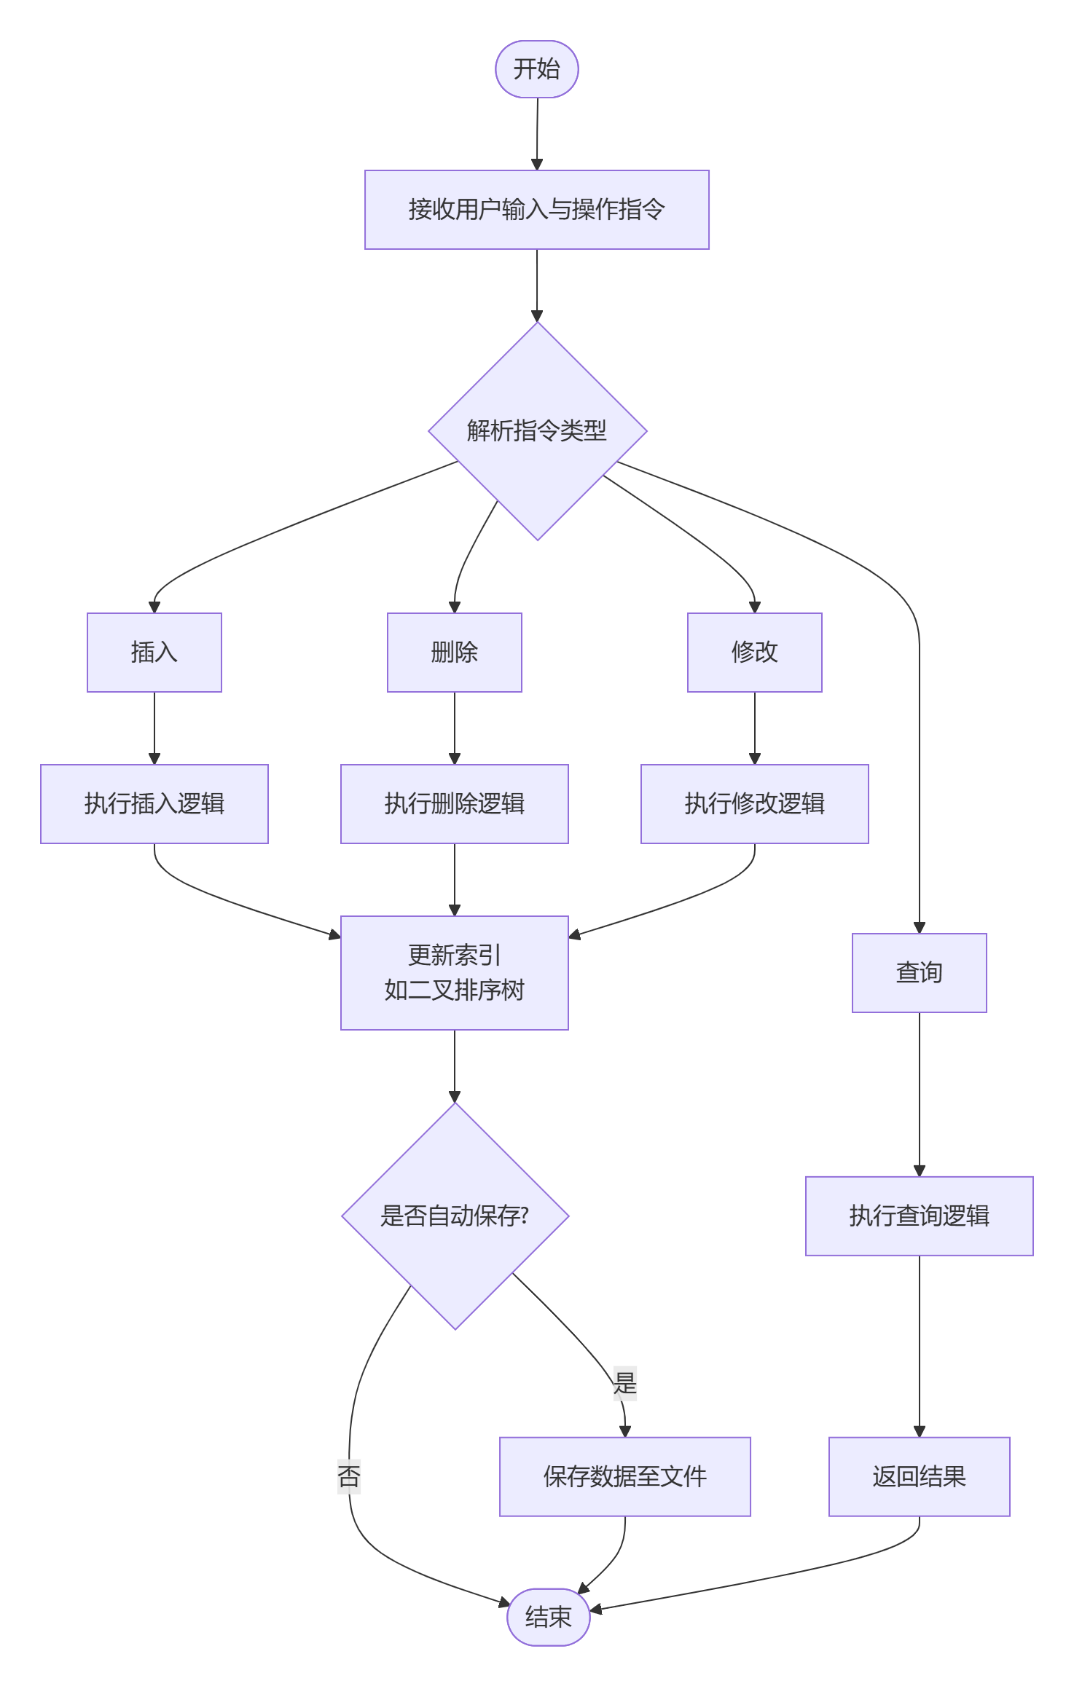 开始
接收用户输入与操作指令
解析指令类型
插入
删除
修改
执行插入逻辑
执行删除逻辑
执行修改逻辑
更新索引
如二叉排序树
查询
是否自动保存?
执行查询逻辑
是
否
保存数据至文件
返回结果
结束